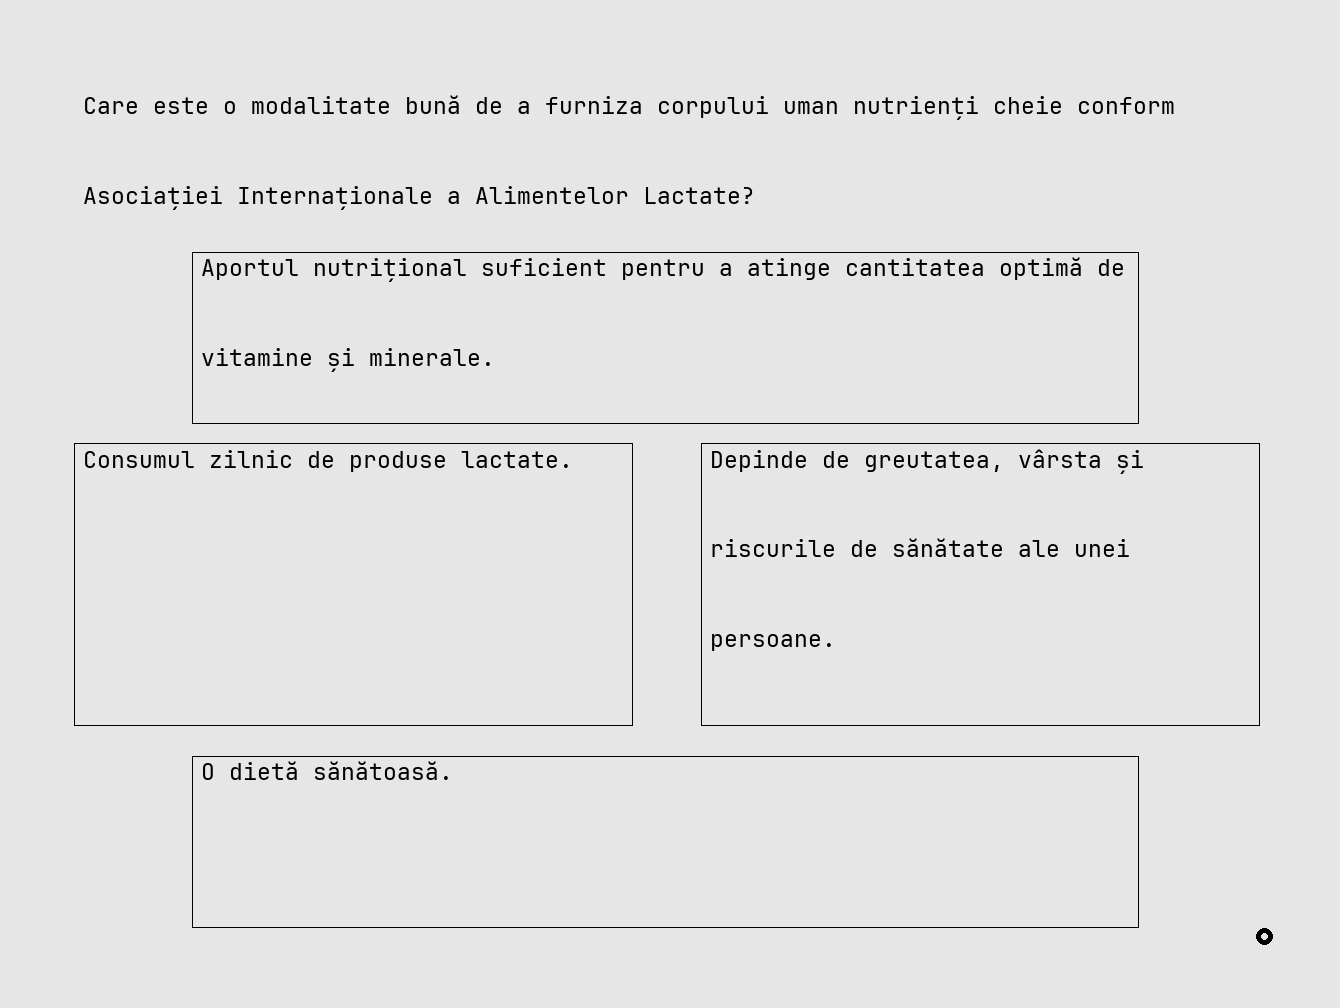 Care este o modalitate bună de a furniza corpului uman nutrienți cheie conform
Asociației Internaționale a Alimentelor Lactate?
Aportul nutrițional suficient pentru a atinge cantitatea optimă de
vitamine și minerale.
Consumul zilnic de produse lactate.
Depinde de greutatea, vârsta și
riscurile de sănătate ale unei
persoane.
O dietă sănătoasă.